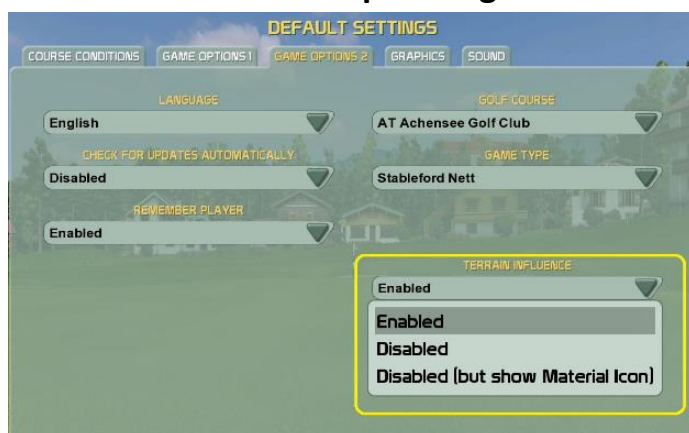 DEFAULT SETTINGS
COURSE CONDITIONS GAME OPTIONS 1 GAME OPTIONS 2 GRAPHICS SOUND
LANGUAGE
English
CHECK FOR UPDATES AUTOMATICALLY
Disabled
REMEMBER PLAYER
Enabled
GOLF COURSE
AT Achensee Golf Club
GAME TYPE
Stableford Nett
TERRAIN INFLUENCE
Enabled
Enabled
Disabled
Disabled (but show Material Icon)